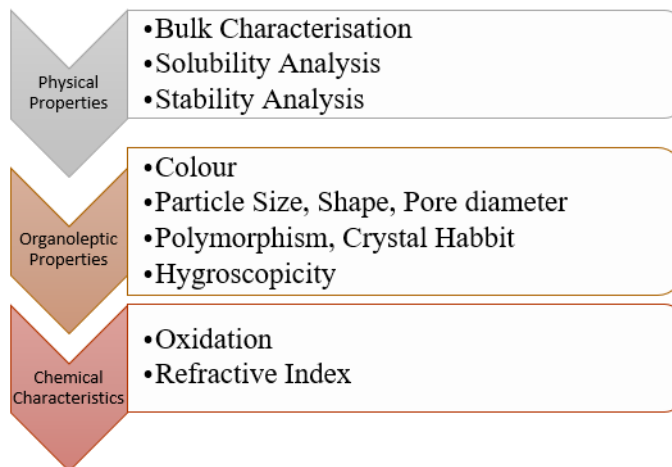 Physical
Properties
•Bulk Characterisation
•Solubility Analysis
•Stability Analysis
Organoleptic
Properties
•Colour
•Particle Size, Shape, Pore diameter
•Polymorphism, Crystal Habbit
•Hygroscopicity
Chemical
Characteristics
•Oxidation
•Refractive Index